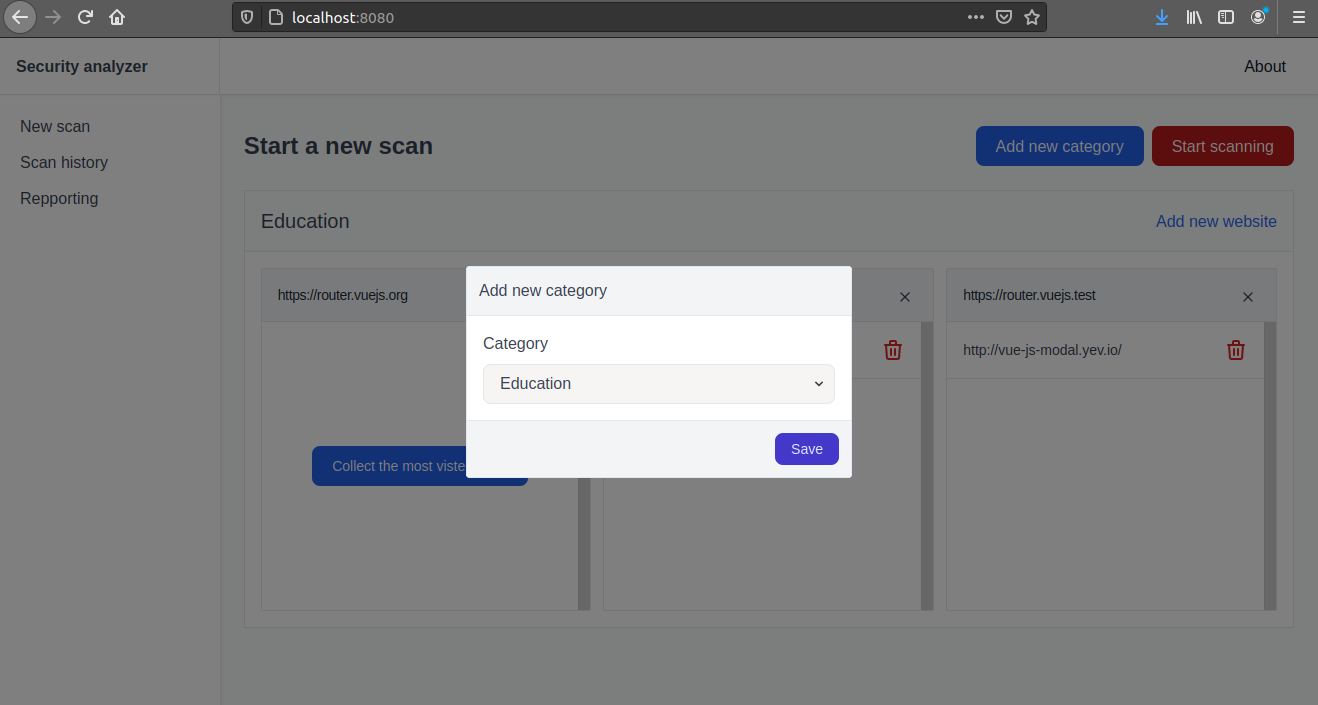 localhost:8080
Security analyzer
About
New scan
Scan history
Repporting
Start a new scan
Add new category
Start scanning
Education
Add new website
https://router.vuejs.org
https://router.vuejs.test
http://vue-js-modal.yev.io/
Collect the most viste
Add new category
Category
Education
Save